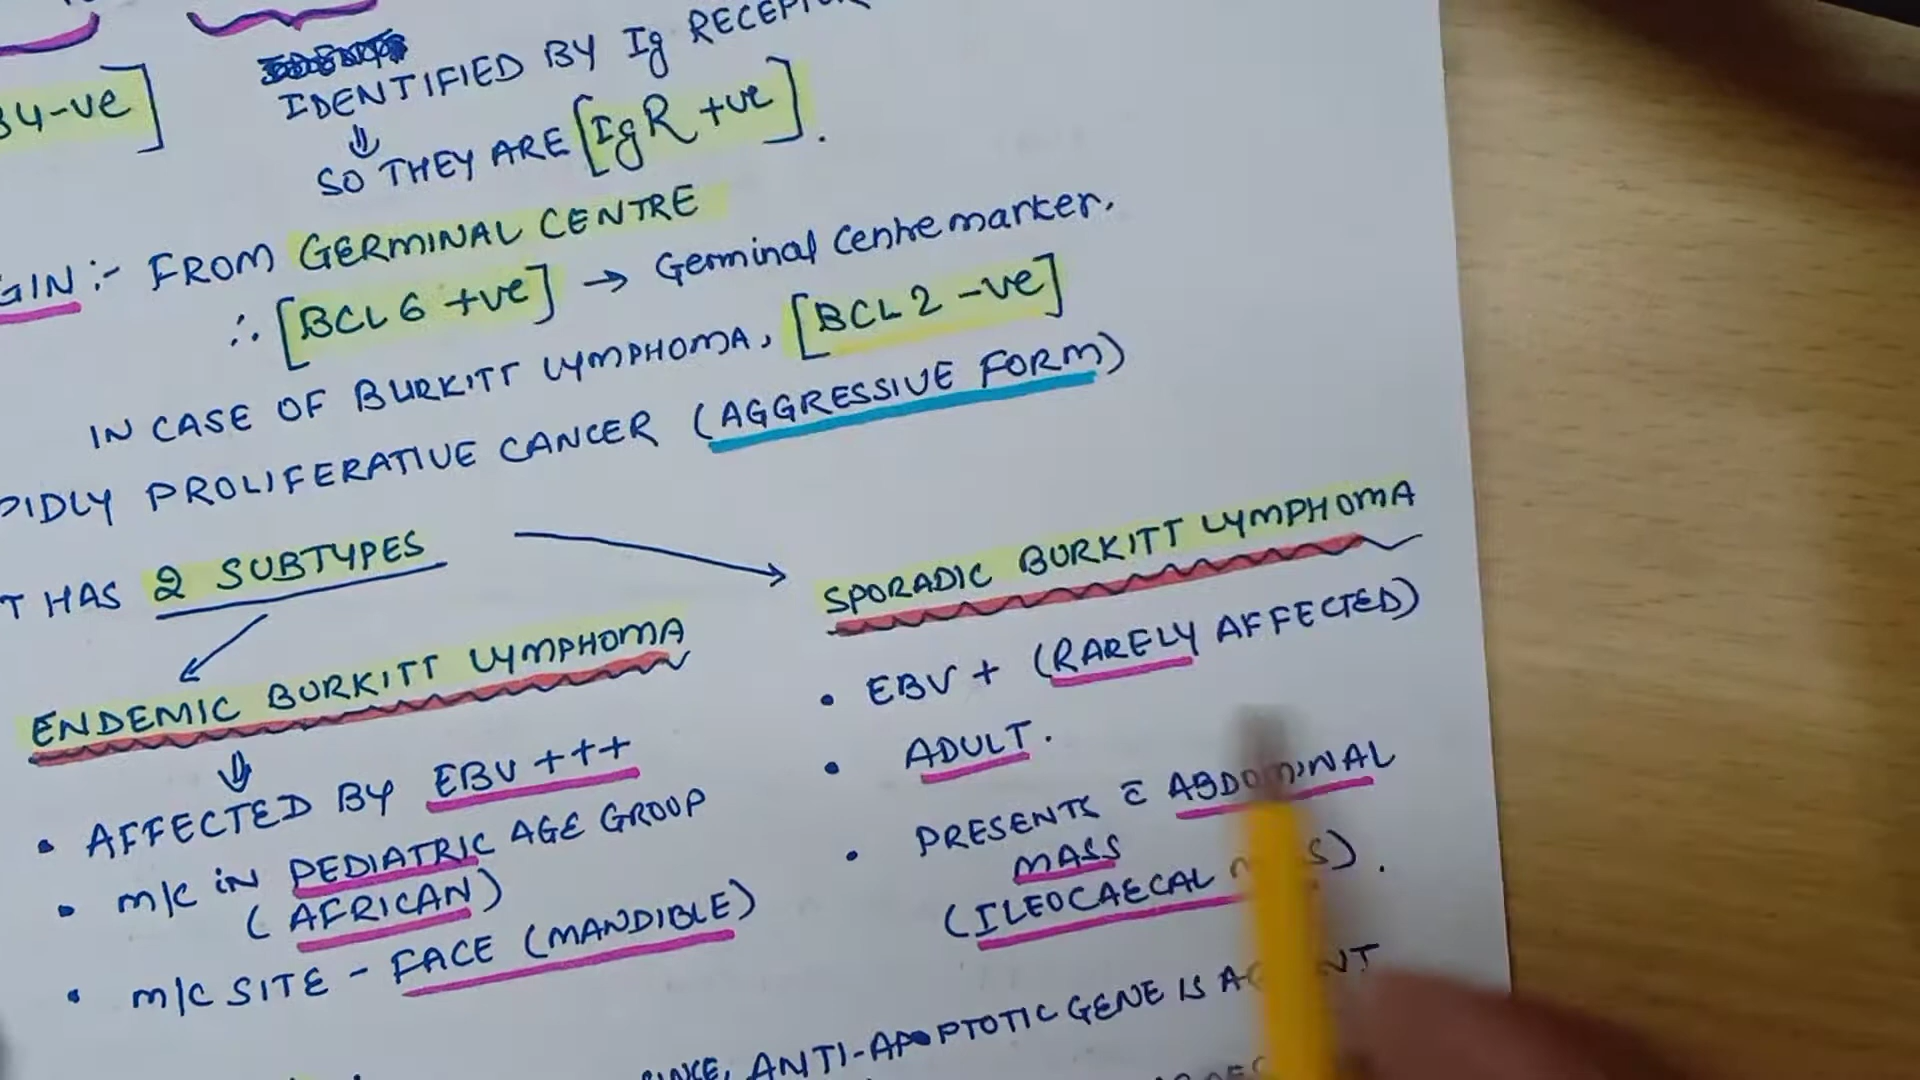 IDENTIFIED BY Ig RECEPTOR
34-ve]
SO THEY ARE [IgR +ve].
GIN :- FROM GERMINAL CENTRE
∴ [BCL 6 +ve] → Germinal centre marker.
IN CASE OF BURKITT LYMPHOMA, [BCL 2 -ve]
PIDLY PROLIFERATIVE CANCER (AGGRESSIVE FORM)
T HAS 2 SUBTYPES
ENDEMIC BURKITT LYMPHOMA
• AFFECTED BY EBV +++
• m/c in PEDIATRIC AGE GROUP
(AFRICAN)
• m/c SITE - FACE (MANDIBLE)
SPORADIC BURKITT LYMPHOMA
• EBV + (RARELY AFFECTED)
• ADULT.
• PRESENTS c̄ ABDOMINAL
MASS
(ILEOCAECAL
ANTI-APOPTOTIC GENE IS